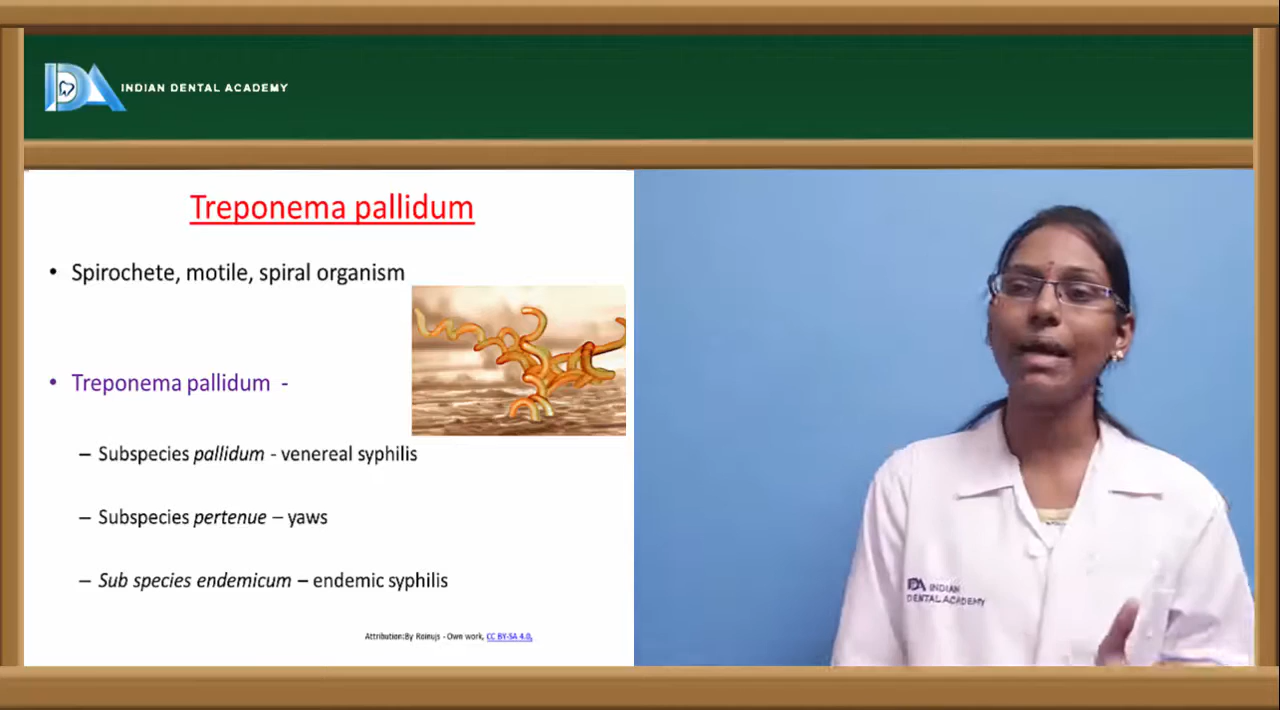 INDIAN DENTAL ACADEMY
Treponema pallidum
• Spirochete, motile, spiral organism
• Treponema pallidum -
– Subspecies pallidum - venereal syphilis
– Subspecies pertenue – yaws
– Sub species endemicum – endemic syphilis
Attribution:By Roinujs - Own work, CC BY-SA 4.0,
IDA INDIAN
DENTAL ACADEMY